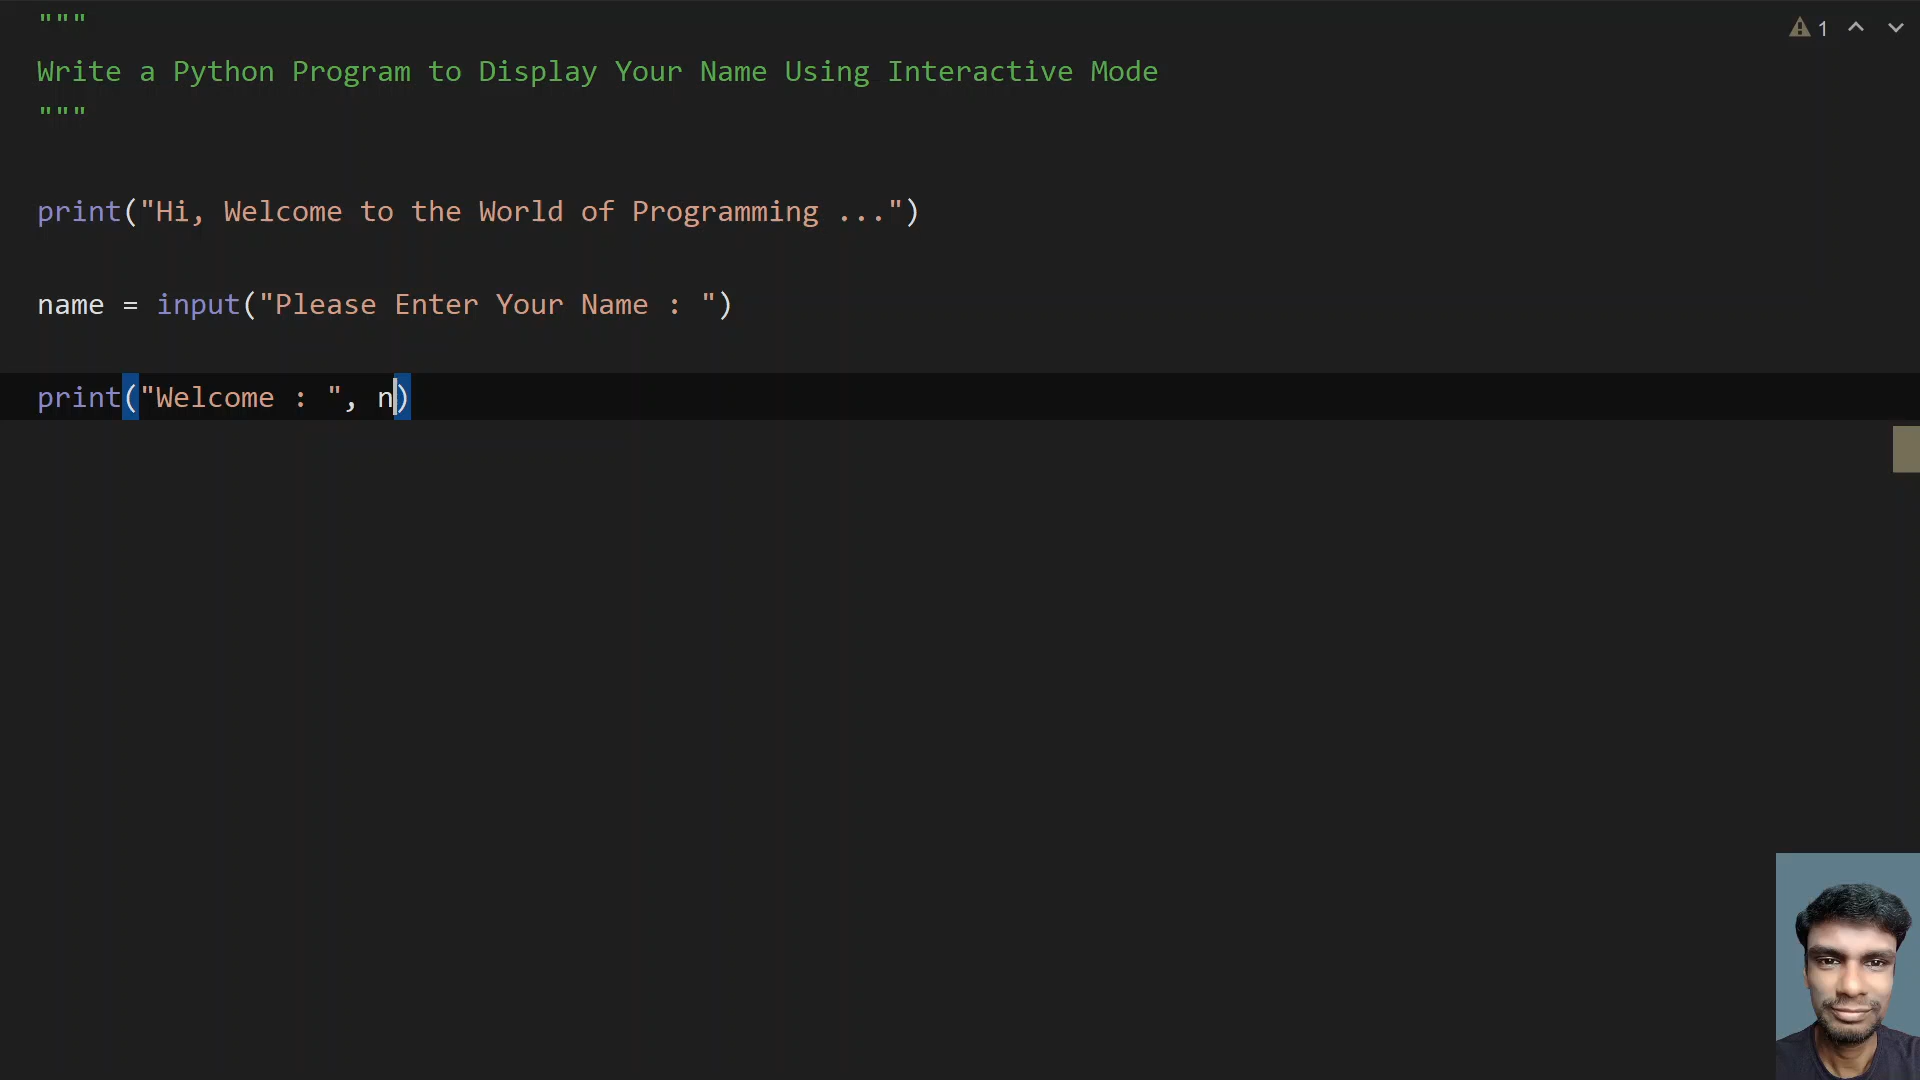 """
Write a Python Program to Display Your Name Using Interactive Mode
"""
print("Hi, Welcome to the World of Programming ...")
name = input("Please Enter Your Name : ")
print("Welcome : ", n)
1